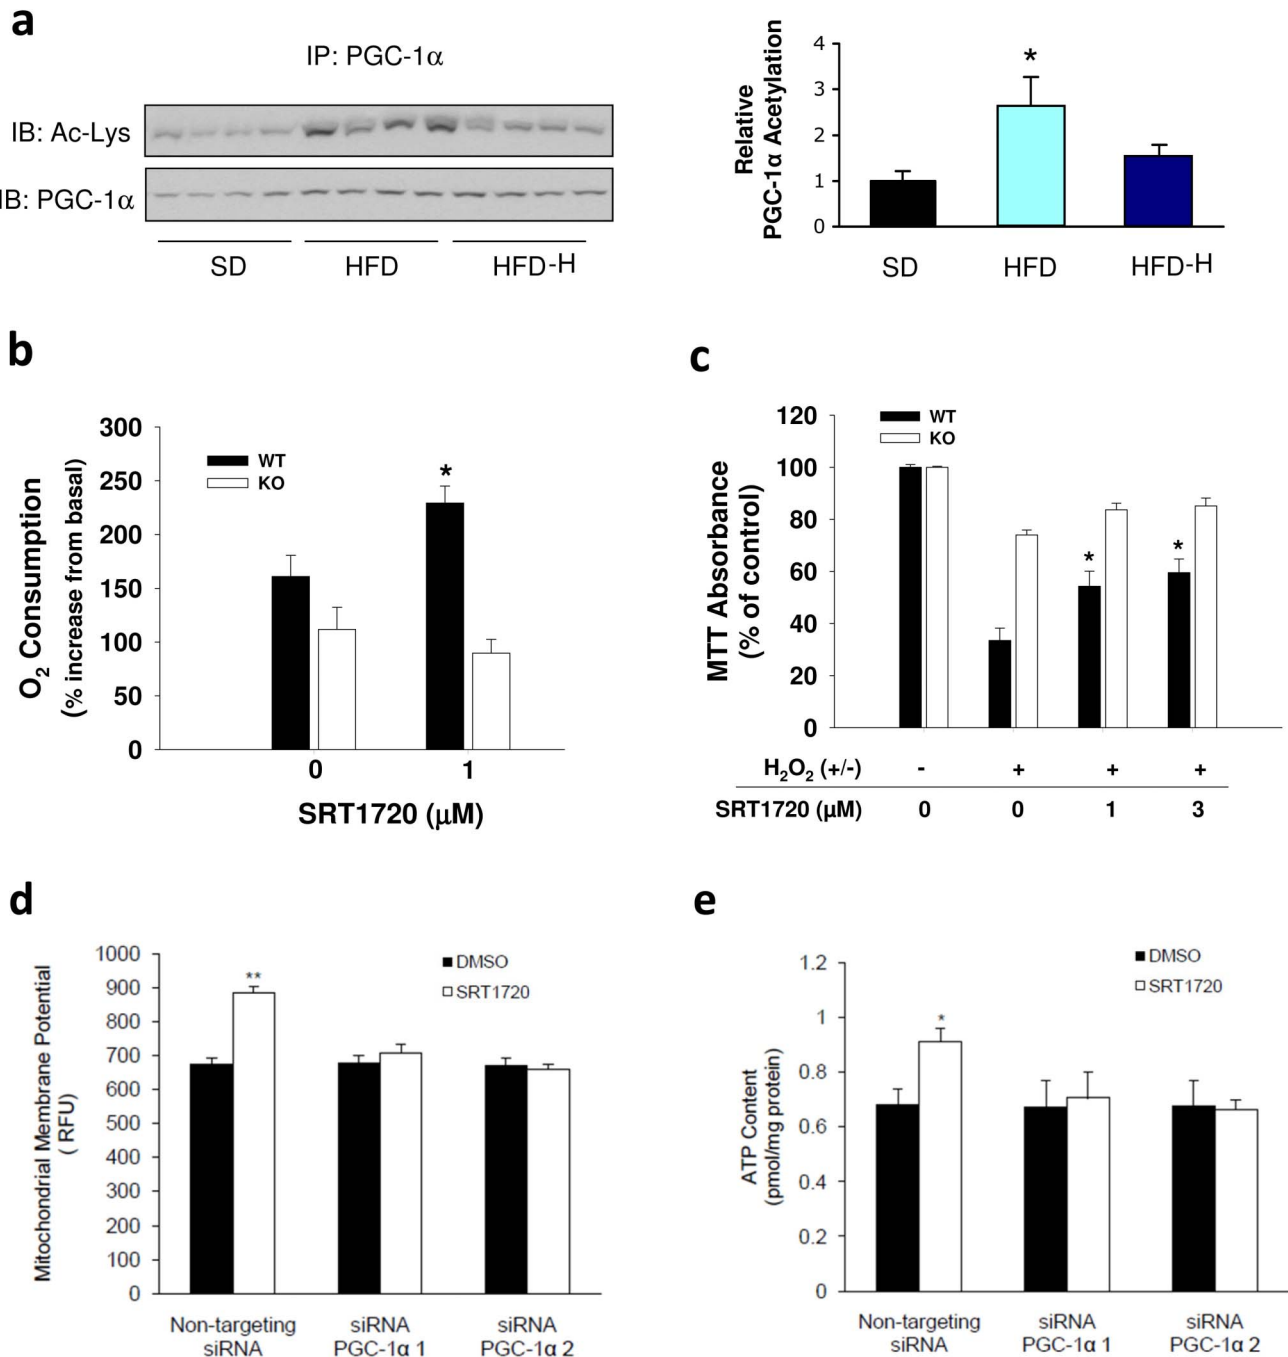 a
IP: PGC-1α
IB: Ac-Lys
IB: PGC-1α
SD HFD HFD-H
Relative
PGC-1α Acetylation
4
3
2
1
0
*
SD HFD HFD-H
b
O2 Consumption
(% increase from basal)
300
250
200
150
100
50
0
WT
KO
*
0 1
SRT1720 (µM)
c
MTT Absorbance
(% of control)
120
100
80
60
40
20
0
WT
KO
* *
H2O2 (+/-) - + + +
SRT1720 (µM) 0 0 1 3
d
Mitochondrial Membrane Potential
( RFU)
1000
900
800
700
600
500
400
300
200
100
0
DMSO
SRT1720
**
Non-targeting
siRNA
siRNA
PGC-1α 1
siRNA
PGC-1α 2
e
ATP Content
(pmol/mg protein)
1.2
1
0.8
0.6
0.4
0.2
0
DMSO
SRT1720
*
Non-targeting
siRNA
siRNA
PGC-1α 1
siRNA
PGC-1α 2